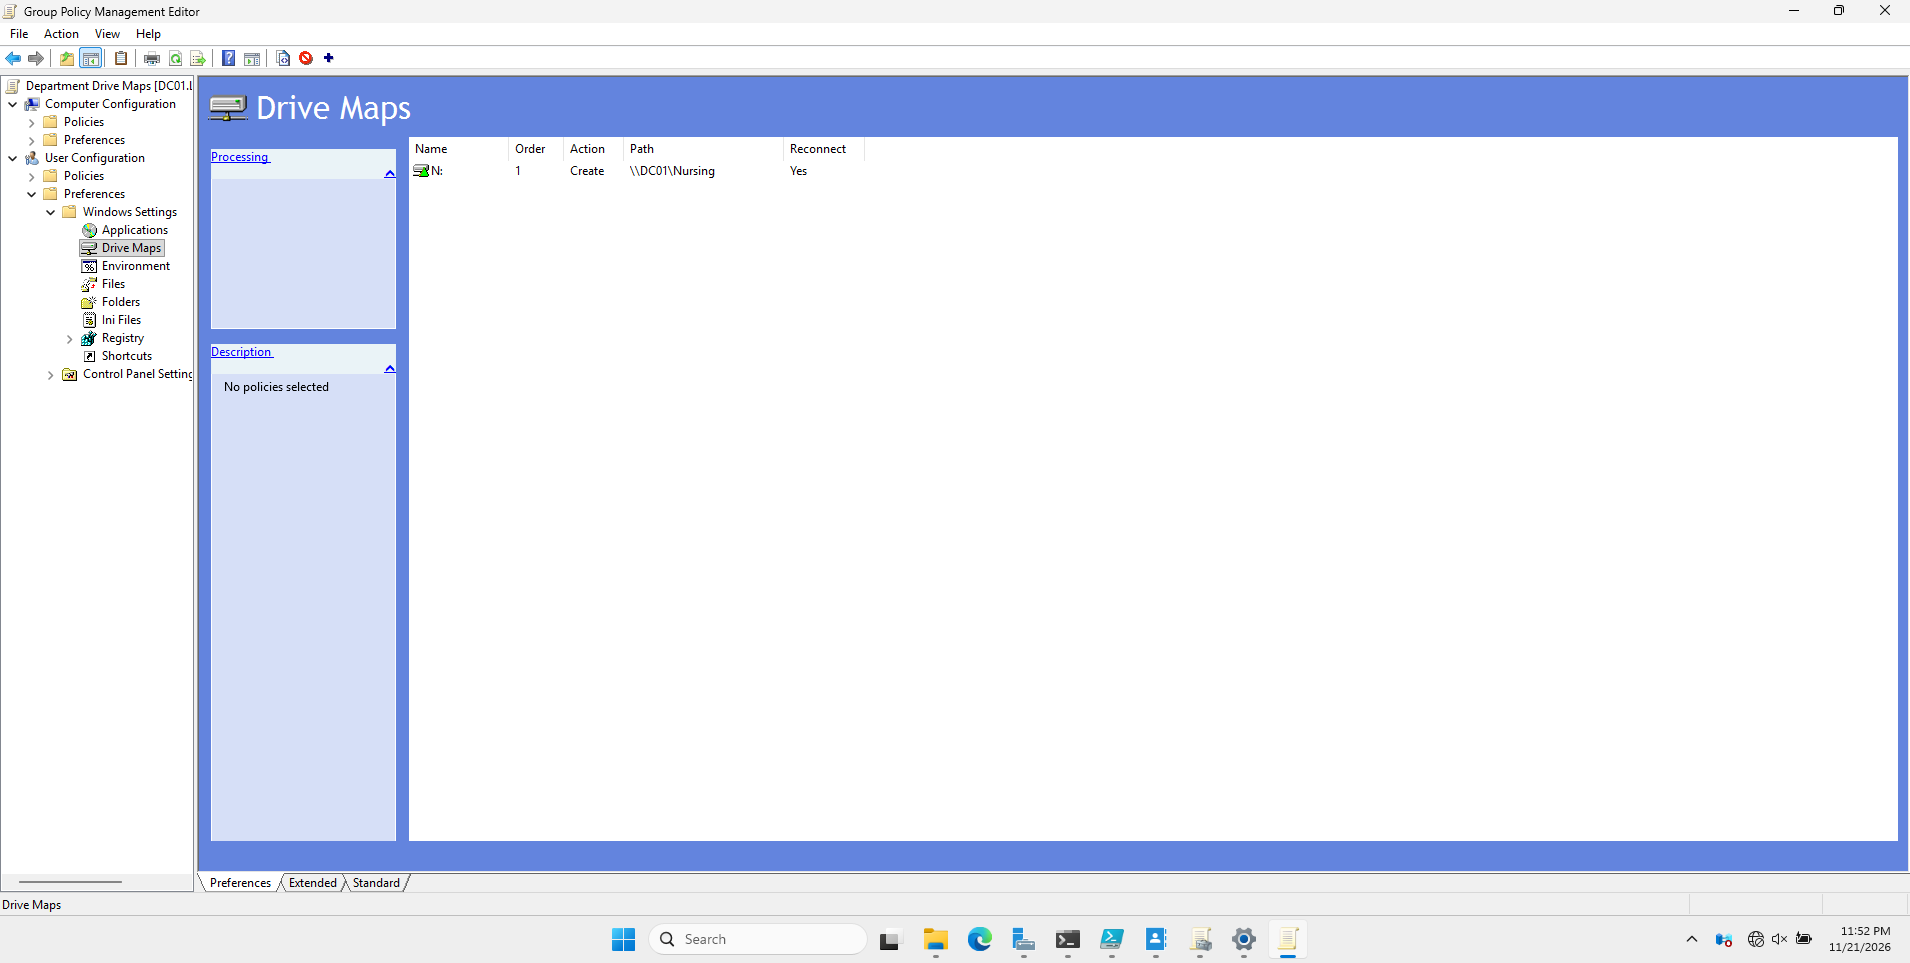 Group Policy Management Editor
File Action View Help
Department Drive Maps [DC01.
Computer Configuration
Policies
Preferences
User Configuration
Policies
Preferences
Windows Settings
Applications
Drive Maps
Environment
Files
Folders
Ini Files
Registry
Shortcuts
Control Panel Setting
Drive Maps
Processing
Description
No policies selected
Name Order Action Path Reconnect
N: 1 Create \\DC01\Nursing Yes
Preferences Extended Standard
Drive Maps
Search
11:52 PM
11/21/2026